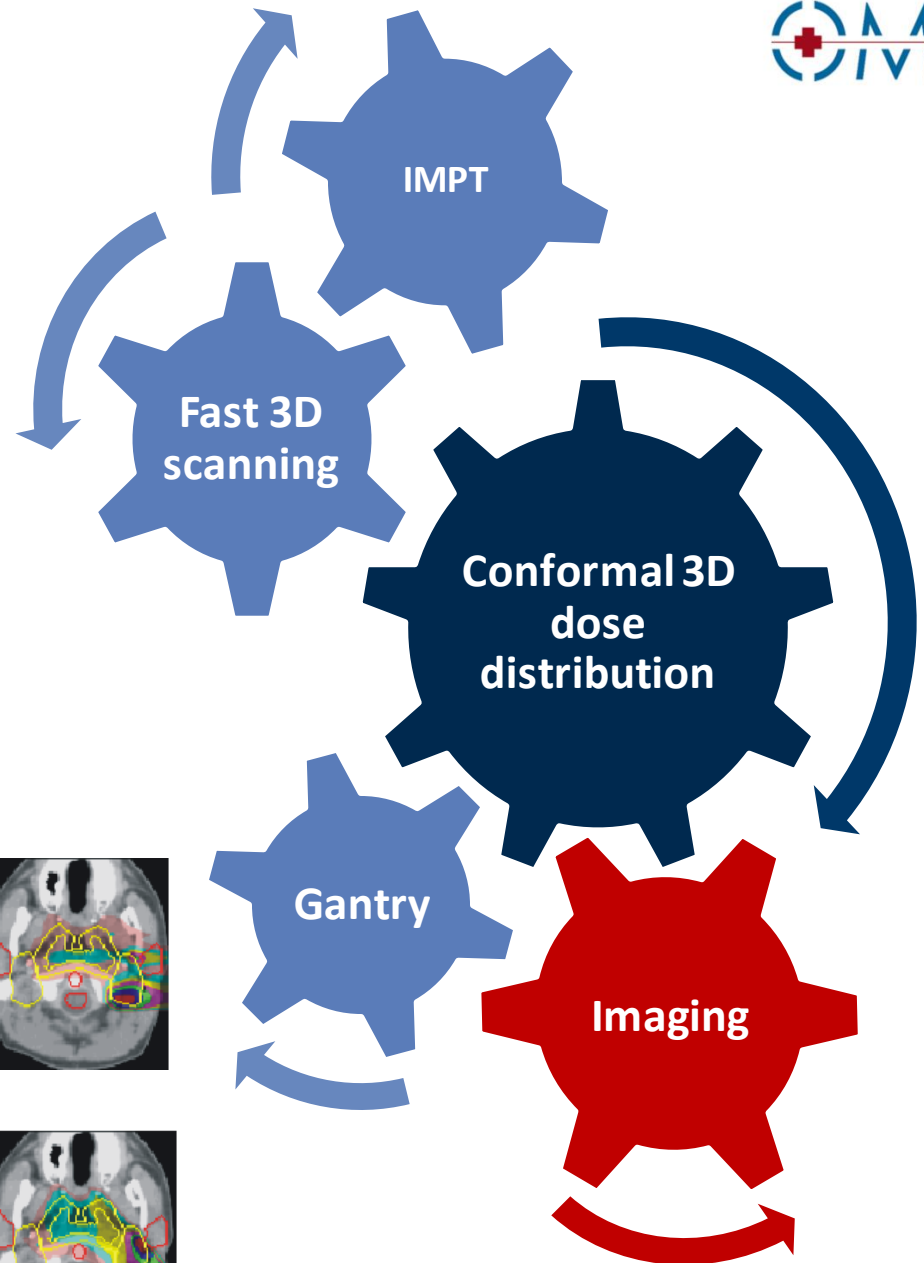 IMPT
Fast 3D
scanning
Conformal 3D
dose
distribution
Gantry
Imaging